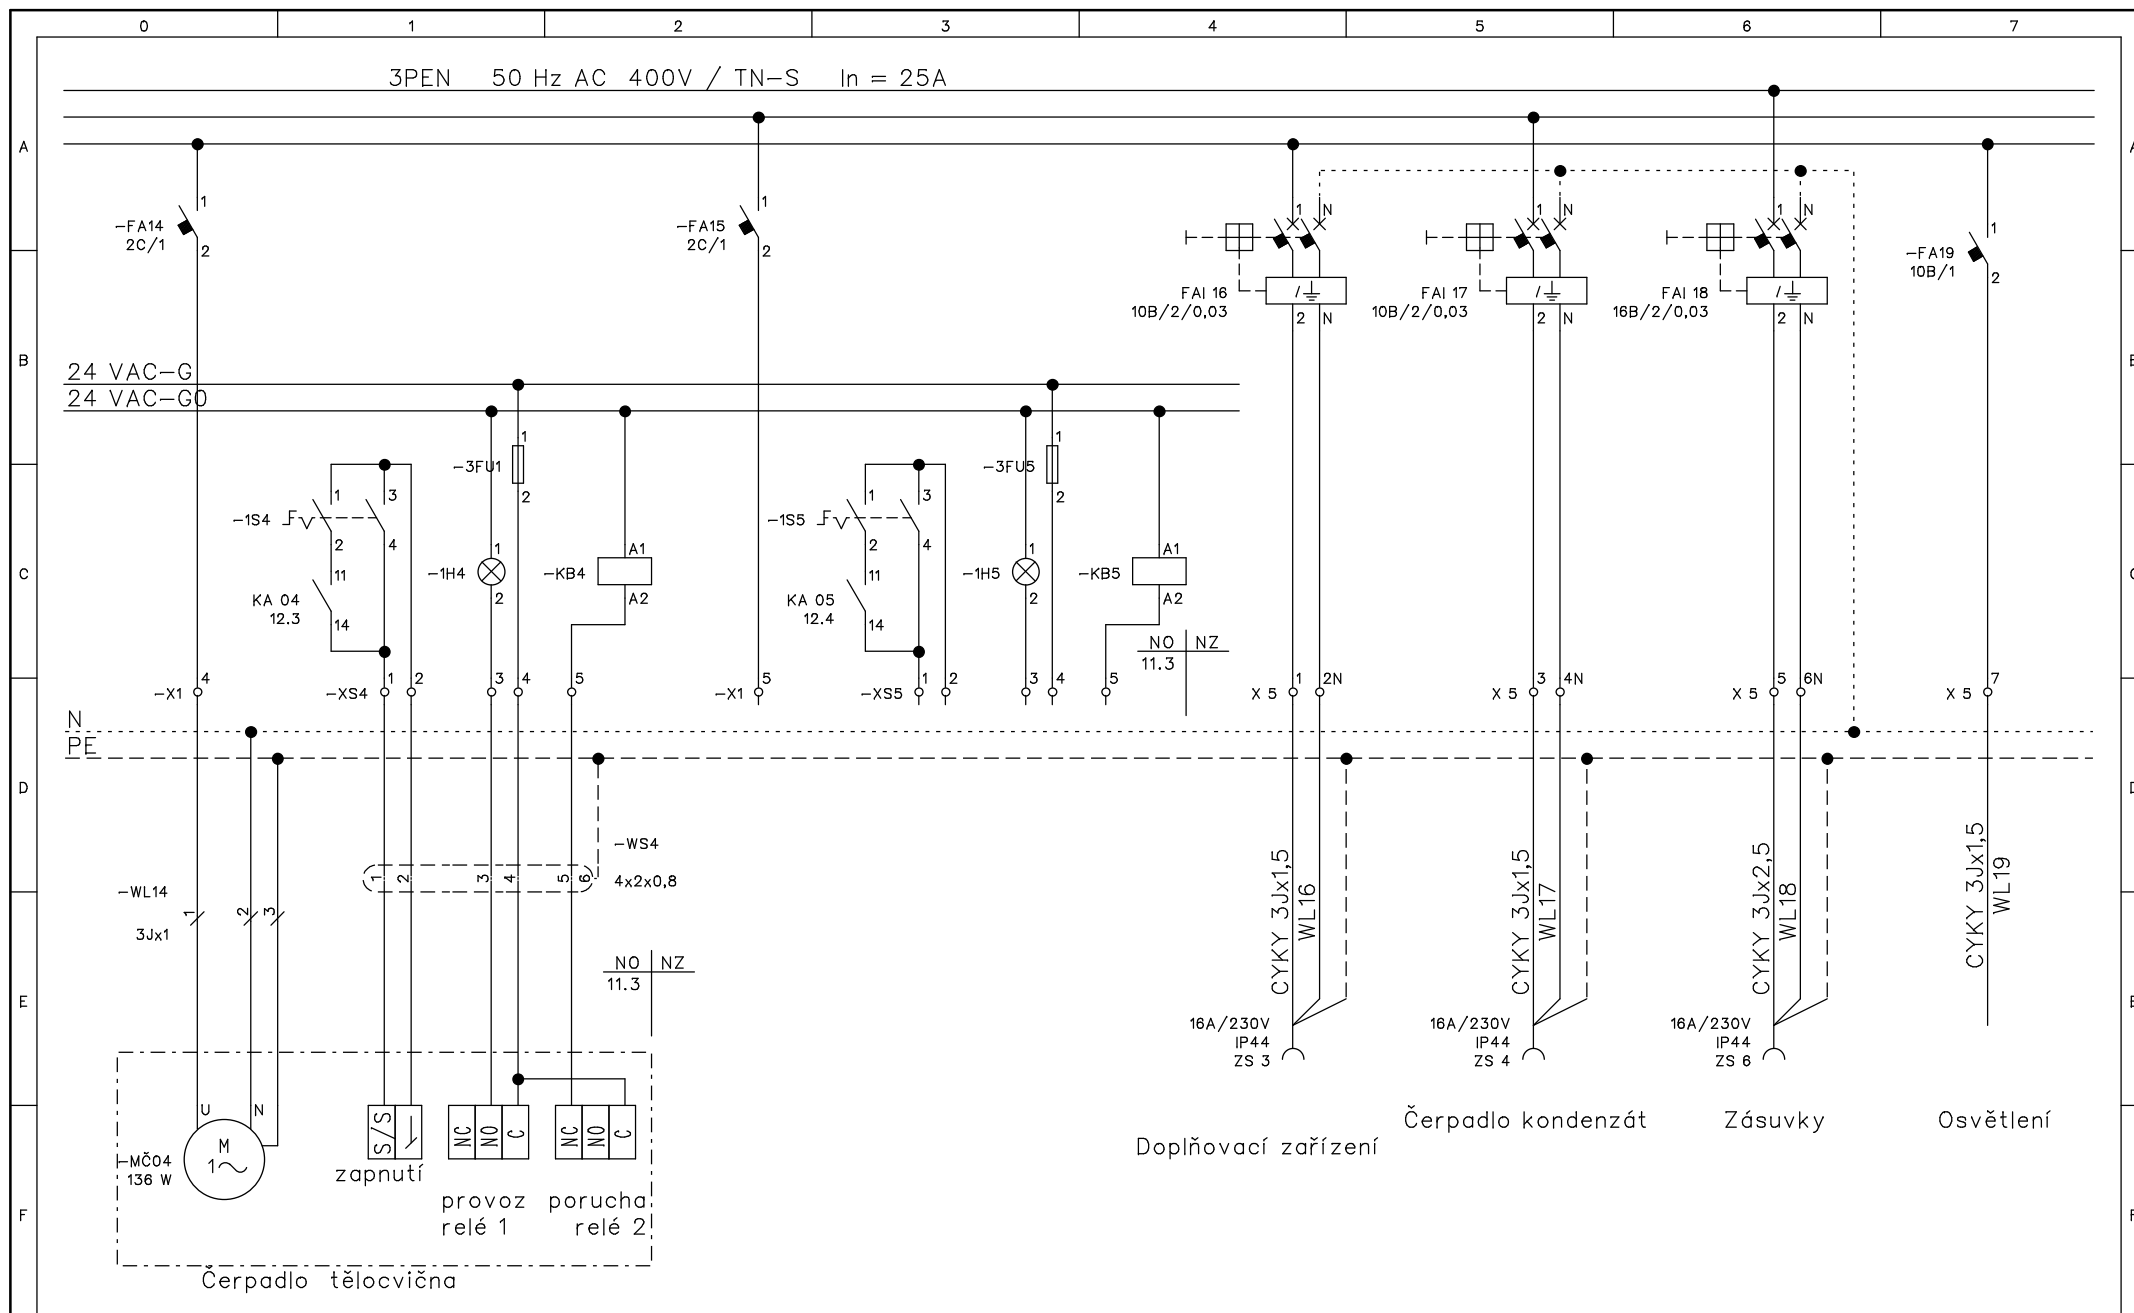 0 1 2 3 4 5 6 7
3PEN 50 Hz AC 400V / TN-S In = 25A
A
1
-FA14
2C/1
2
1
-FA15
2C/1
2
1 N
FAI 16
10B/2/0,03
2 N
1 N
FAI 17
10B/2/0,03
2 N
1 N
FAI 18
16B/2/0,03
2 N
1
-FA19
10B/1
2
B
24 VAC-G
24 VAC-GO
-3FU1
1
2
-3FU5
1
2
C
-1S4
1 3
2 4
KA 04
12.3
11
14
-1H4
1
2
-KB4
A1
A2
-1S5
1 3
2 4
KA 05
12.4
11
14
-1H5
1
2
-KB5
A1
A2
NO NZ
11.3
-X1 4
-XS4 1 2 3 4 5
-X1 5
-XS5 1 2 3 4 5
X 5 1 2N
X 5 3 4N
X 5 5 6N
X 5 7
N
PE
D
-WS4
4x2x0,8
1 2 3 4 5 6
-WL14
3Jx1
1 2 3
CYKY 3Jx1,5
WL16
CYKY 3Jx1,5
WL17
CYKY 3Jx2,5
WL18
CYKY 3Jx1,5
WL19
NO NZ
11.3
E
16A/230V
IP44
ZS 3
16A/230V
IP44
ZS 4
16A/230V
IP44
ZS 6
U N
M
1
-MČ04
136 W
S/S
NC NO C
NC NO C
zapnutí
provoz
relé 1
porucha
relé 2
Doplňovací zařízení
Čerpadlo kondenzát
Zásuvky
Osvětlení
F
Čerpadlo tělocvična